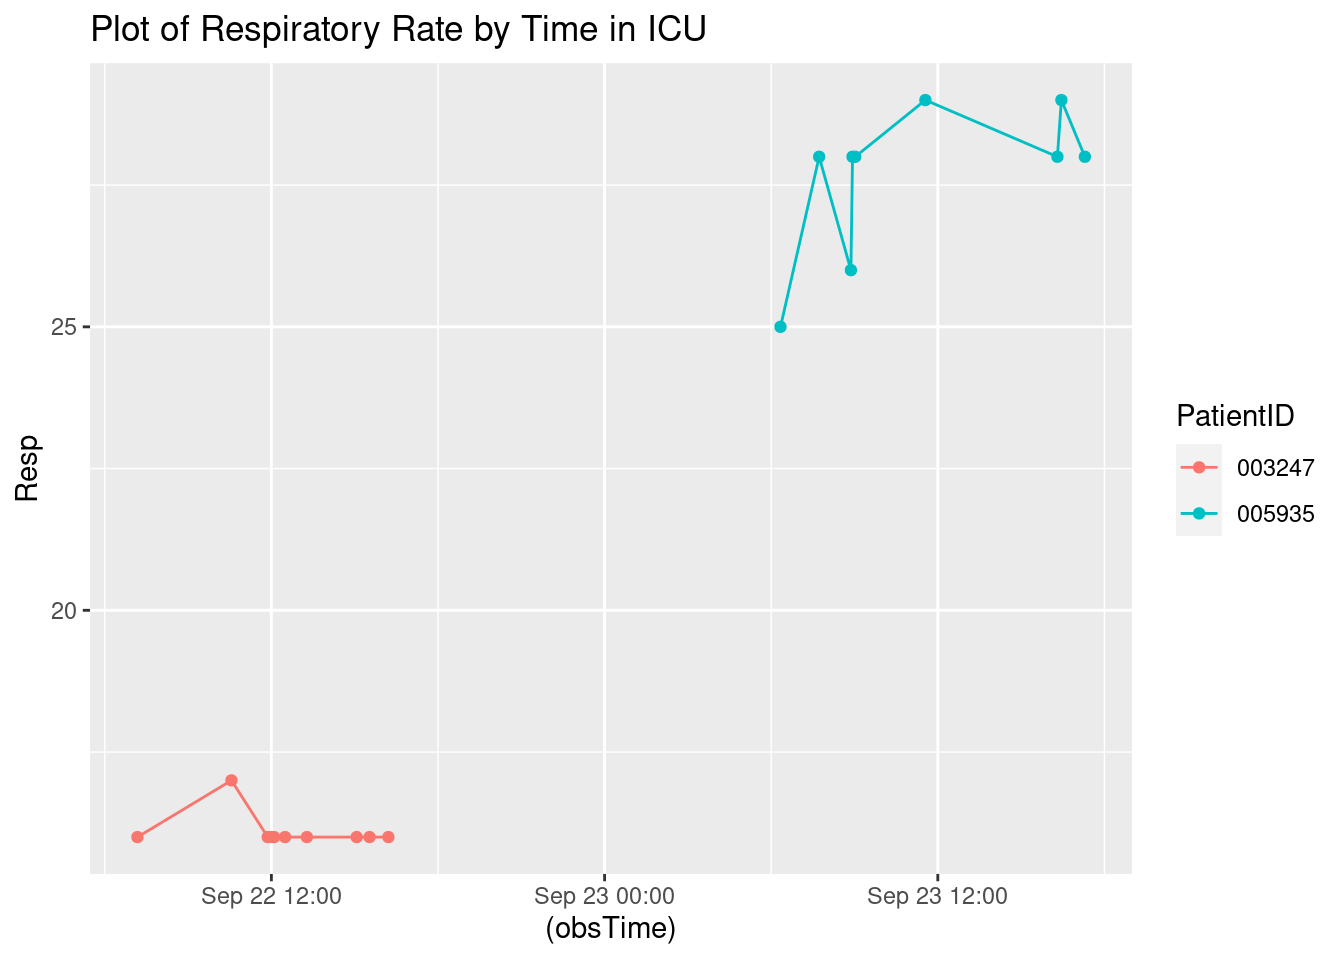 Plot of Respiratory Rate by Time in ICU
Resp
25
20
Sep 22 12:00
Sep 23 00:00
Sep 23 12:00
(obsTime)
PatientID
003247
005935